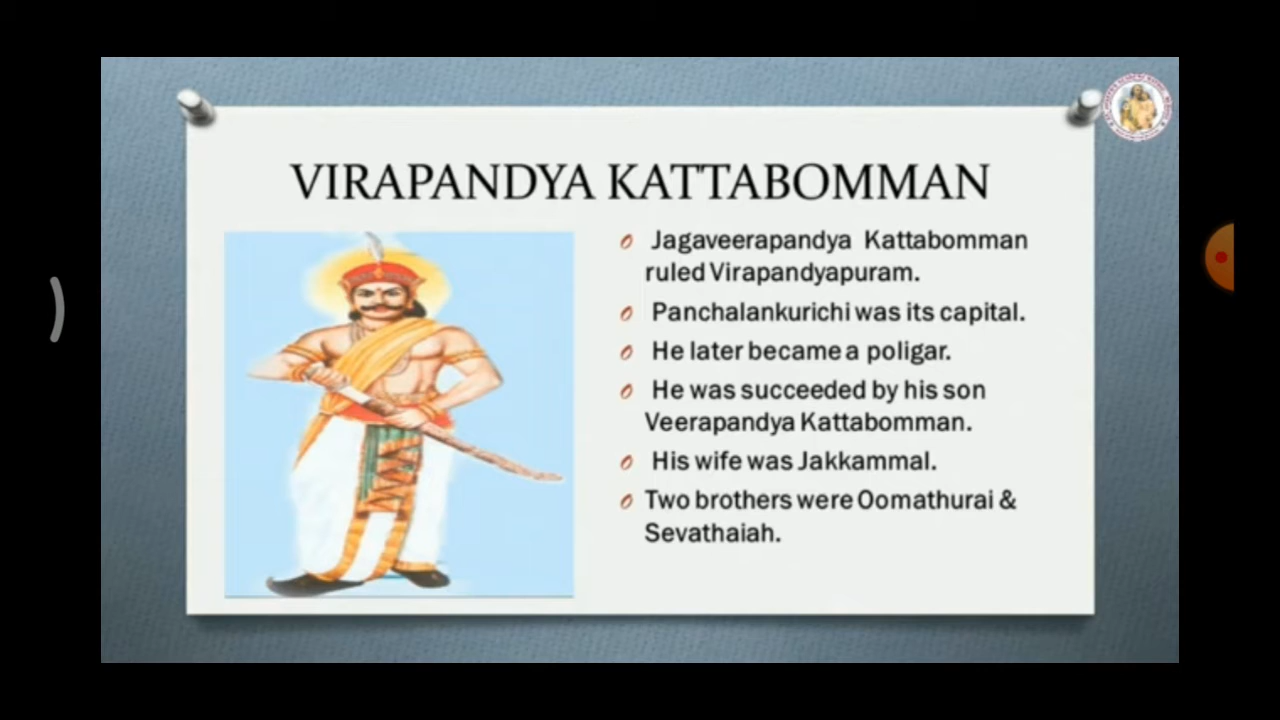 VIRAPANDYA KATTABOMMAN
Jagaveerapandya Kattabomman
ruled Virapandyapuram.
Panchalankurichi was its capital.
He later became a poligar.
He was succeeded by his son
Veerapandya Kattabomman.
His wife was Jakkammal.
Two brothers were Oomathurai &
Sevathaiah.